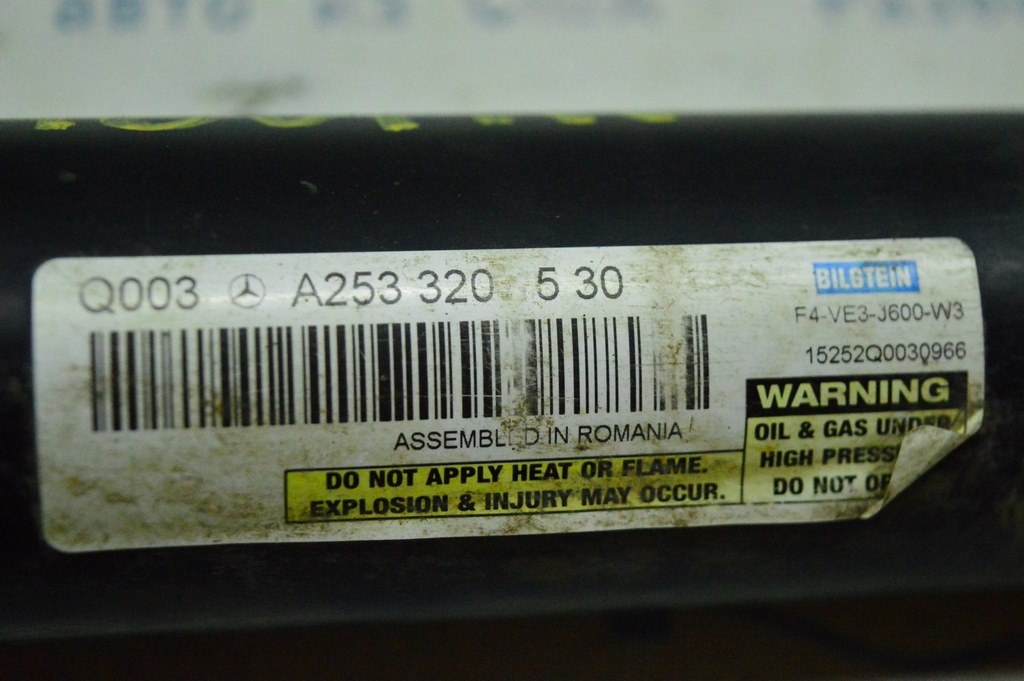 Q003 A253 320 5 30
BILSTEIN
F4-VE3-J600-W3
15252Q0030966
ASSEMBLED IN ROMANIA
DO NOT APPLY HEAT OR FLAME.
EXPLOSION & INJURY MAY OCCUR.
WARNING
OIL & GAS UNDER
HIGH PRESS
DO NOT OP